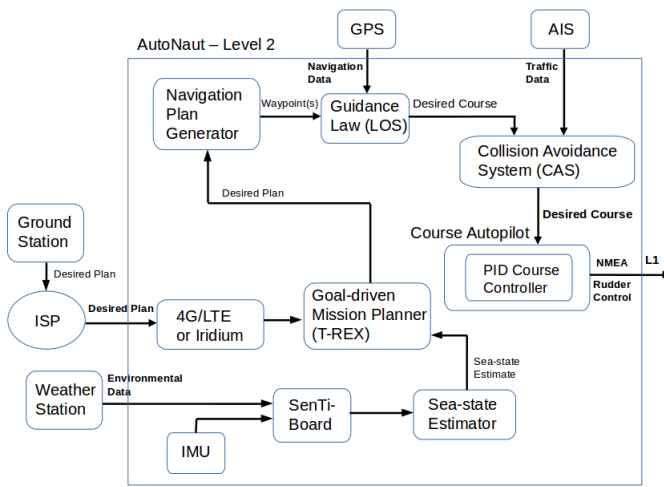 GPS
AIS
AutoNaut – Level 2
Navigation
Data
Traffic
Data
Navigation
Plan
Generator
Waypoint(s)
Guidance
Law (LOS)
Desired Course
Collision Avoidance
System (CAS)
Desired Plan
Desired Course
Ground
Station
Course Autopilot
Desired Plan
PID Course
Controller
NMEA
Rudder
Control
L1
ISP
Desired Plan
4G/LTE
or Iridium
Goal-driven
Mission Planner
(T-REX)
Sea-state
Estimate
Weather
Station
Environmental
Data
SenTi-
Board
Sea-state
Estimator
IMU